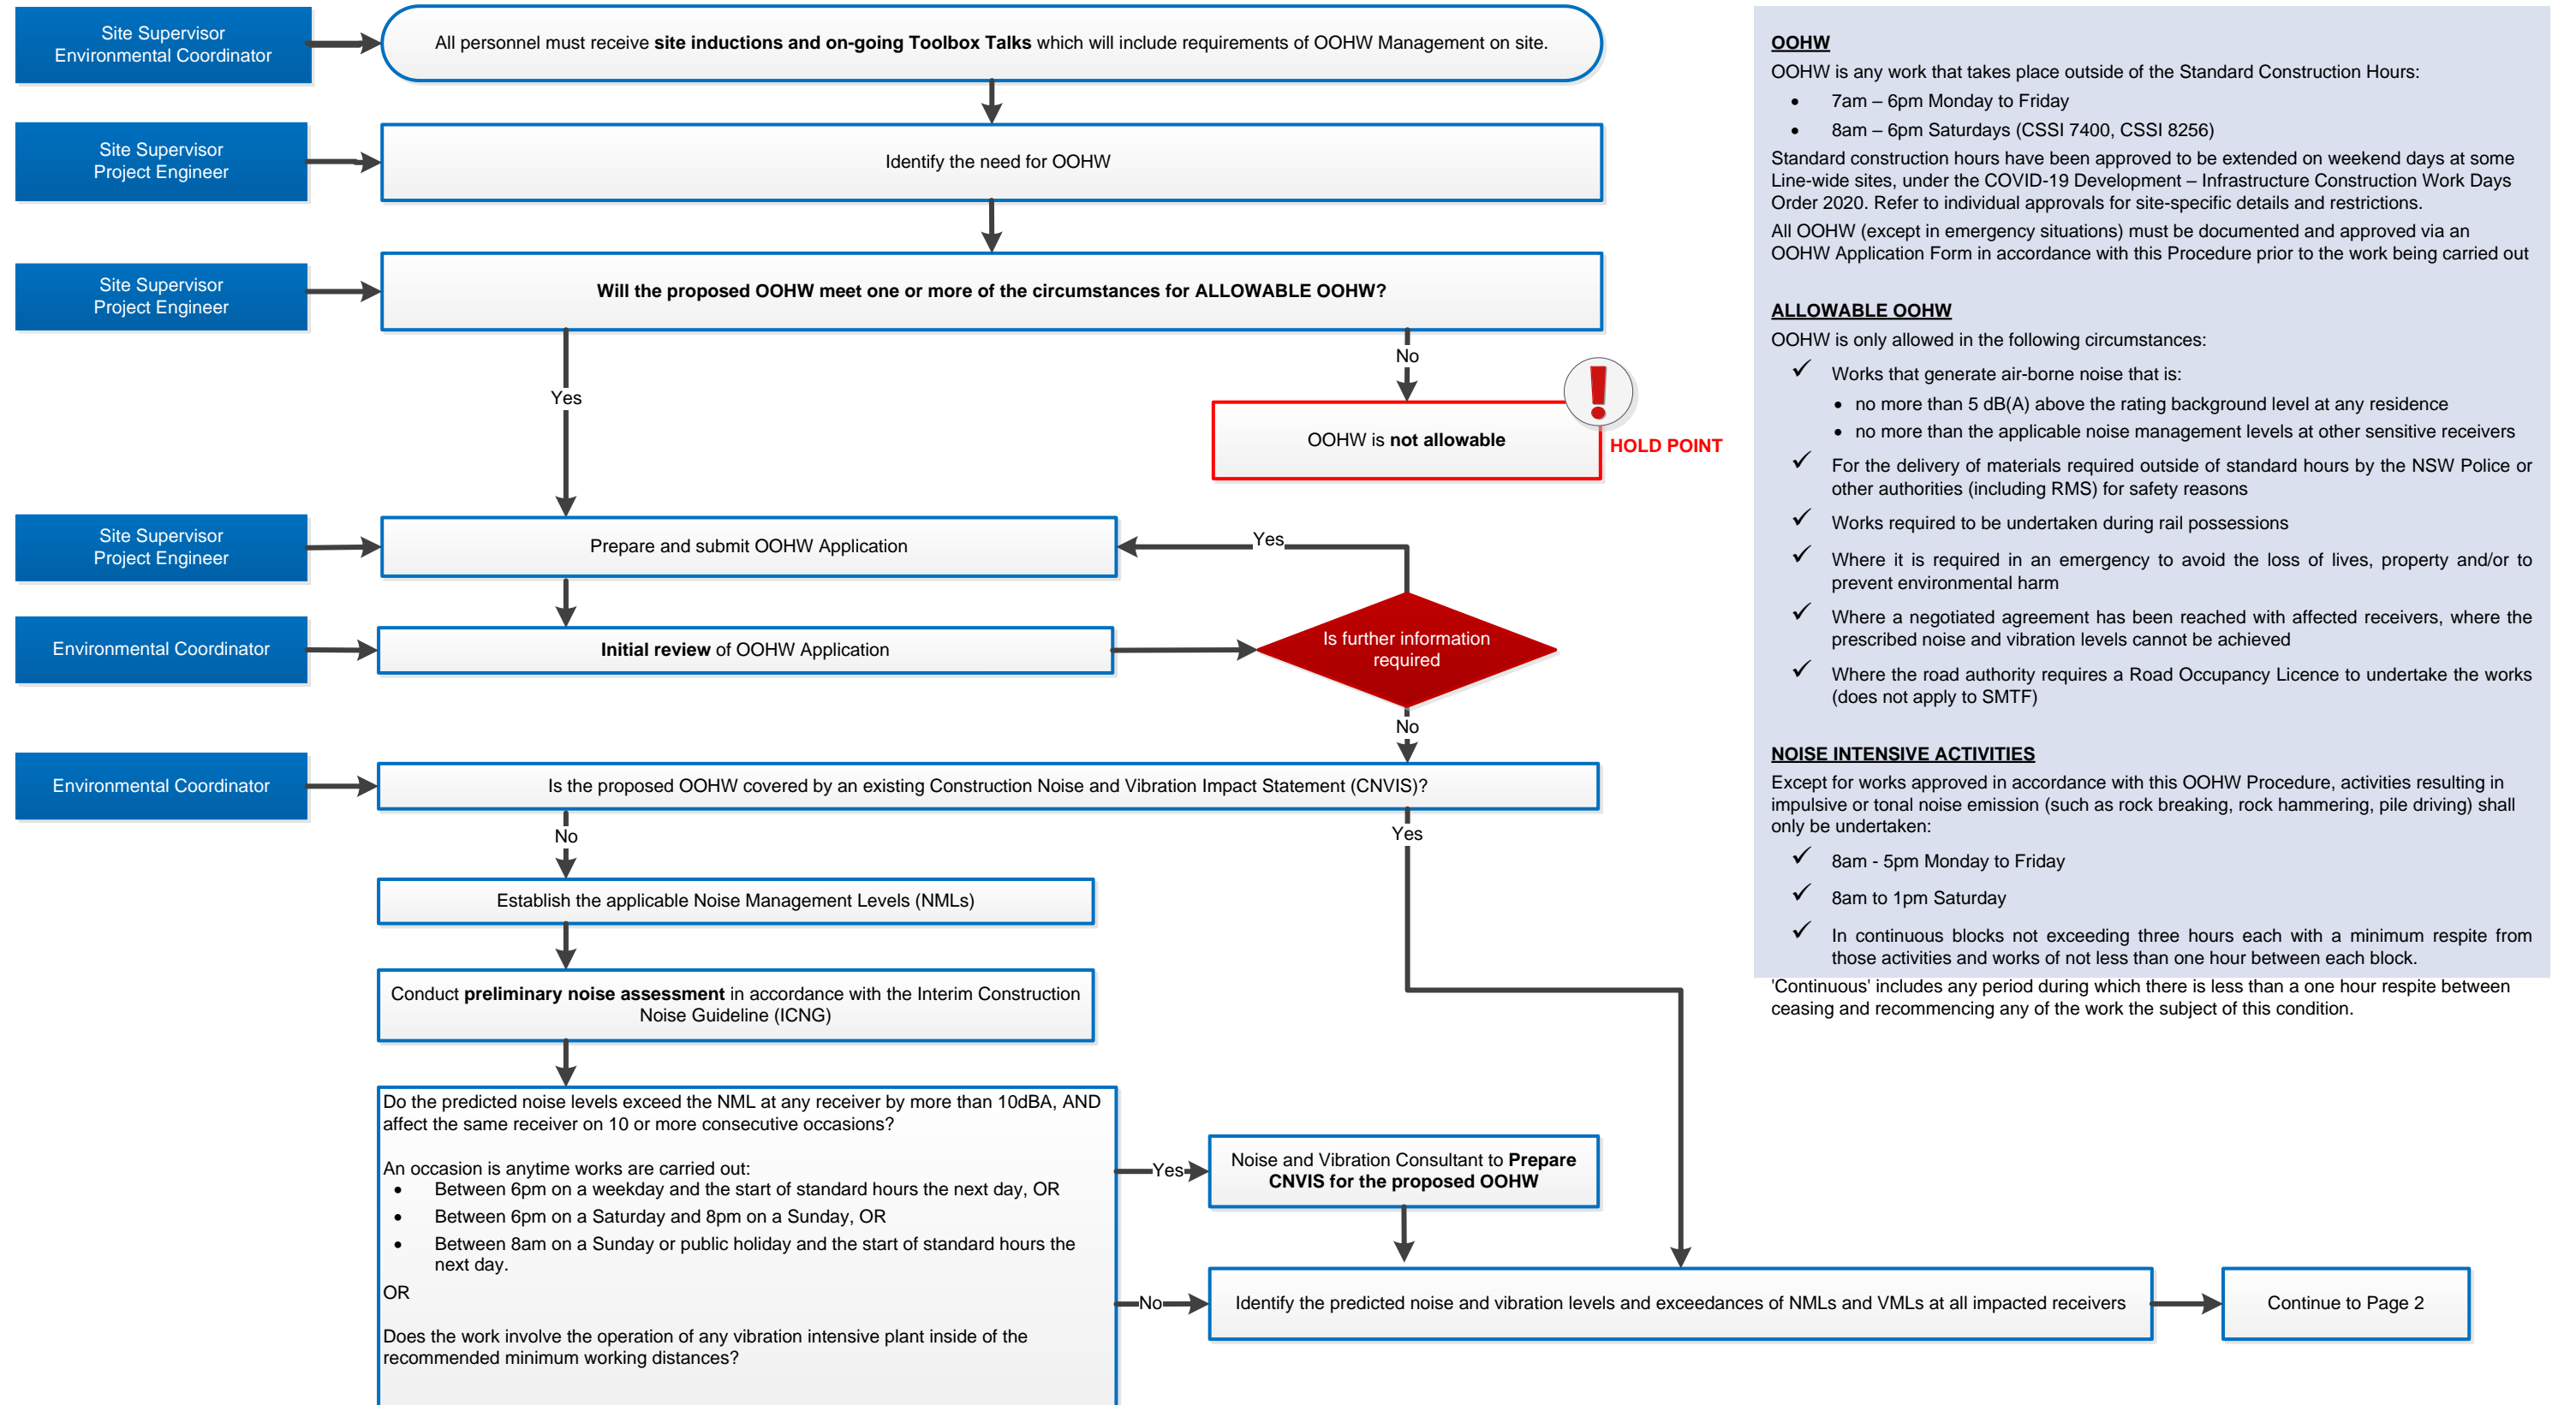 Site Supervisor
Environmental Coordinator
All personnel must receive site inductions and on-going Toolbox Talks which will include requirements of OOHW Management on site.
Site Supervisor
Project Engineer
Identify the need for OOHW
Site Supervisor
Project Engineer
Will the proposed OOHW meet one or more of the circumstances for ALLOWABLE OOHW?
Yes
No
OOHW is not allowable
HOLD POINT
Site Supervisor
Project Engineer
Prepare and submit OOHW Application
Yes
Environmental Coordinator
Initial review of OOHW Application
Is further information
required
No
Environmental Coordinator
Is the proposed OOHW covered by an existing Construction Noise and Vibration Impact Statement (CNVIS)?
No
Yes
Establish the applicable Noise Management Levels (NMLs)
Conduct preliminary noise assessment in accordance with the Interim Construction
Noise Guideline (ICNG)
Do the predicted noise levels exceed the NML at any receiver by more than 10dBA, AND
affect the same receiver on 10 or more consecutive occasions?
An occasion is anytime works are carried out:
• Between 6pm on a weekday and the start of standard hours the next day, OR
• Between 6pm on a Saturday and 8pm on a Sunday, OR
• Between 8am on a Sunday or public holiday and the start of standard hours the
next day.
OR
Does the work involve the operation of any vibration intensive plant inside of the
recommended minimum working distances?
Yes
Noise and Vibration Consultant to Prepare
CNVIS for the proposed OOHW
No
Identify the predicted noise and vibration levels and exceedances of NMLs and VMLs at all impacted receivers
Continue to Page 2
OOHW
OOHW is any work that takes place outside of the Standard Construction Hours:
• 7am – 6pm Monday to Friday
• 8am – 6pm Saturdays (CSSI 7400, CSSI 8256)
Standard construction hours have been approved to be extended on weekend days at some
Line-wide sites, under the COVID-19 Development – Infrastructure Construction Work Days
Order 2020. Refer to individual approvals for site-specific details and restrictions.
All OOHW (except in emergency situations) must be documented and approved via an
OOHW Application Form in accordance with this Procedure prior to the work being carried out
ALLOWABLE OOHW
OOHW is only allowed in the following circumstances:
✓ Works that generate air-borne noise that is:
• no more than 5 dB(A) above the rating background level at any residence
• no more than the applicable noise management levels at other sensitive receivers
✓ For the delivery of materials required outside of standard hours by the NSW Police or
other authorities (including RMS) for safety reasons
✓ Works required to be undertaken during rail possessions
✓ Where it is required in an emergency to avoid the loss of lives, property and/or to
prevent environmental harm
✓ Where a negotiated agreement has been reached with affected receivers, where the
prescribed noise and vibration levels cannot be achieved
✓ Where the road authority requires a Road Occupancy Licence to undertake the works
(does not apply to SMTF)
NOISE INTENSIVE ACTIVITIES
Except for works approved in accordance with this OOHW Procedure, activities resulting in
impulsive or tonal noise emission (such as rock breaking, rock hammering, pile driving) shall
only be undertaken:
✓ 8am - 5pm Monday to Friday
✓ 8am to 1pm Saturday
✓ In continuous blocks not exceeding three hours each with a minimum respite from
those activities and works of not less than one hour between each block.
'Continuous' includes any period during which there is less than a one hour respite between
ceasing and recommencing any of the work the subject of this condition.